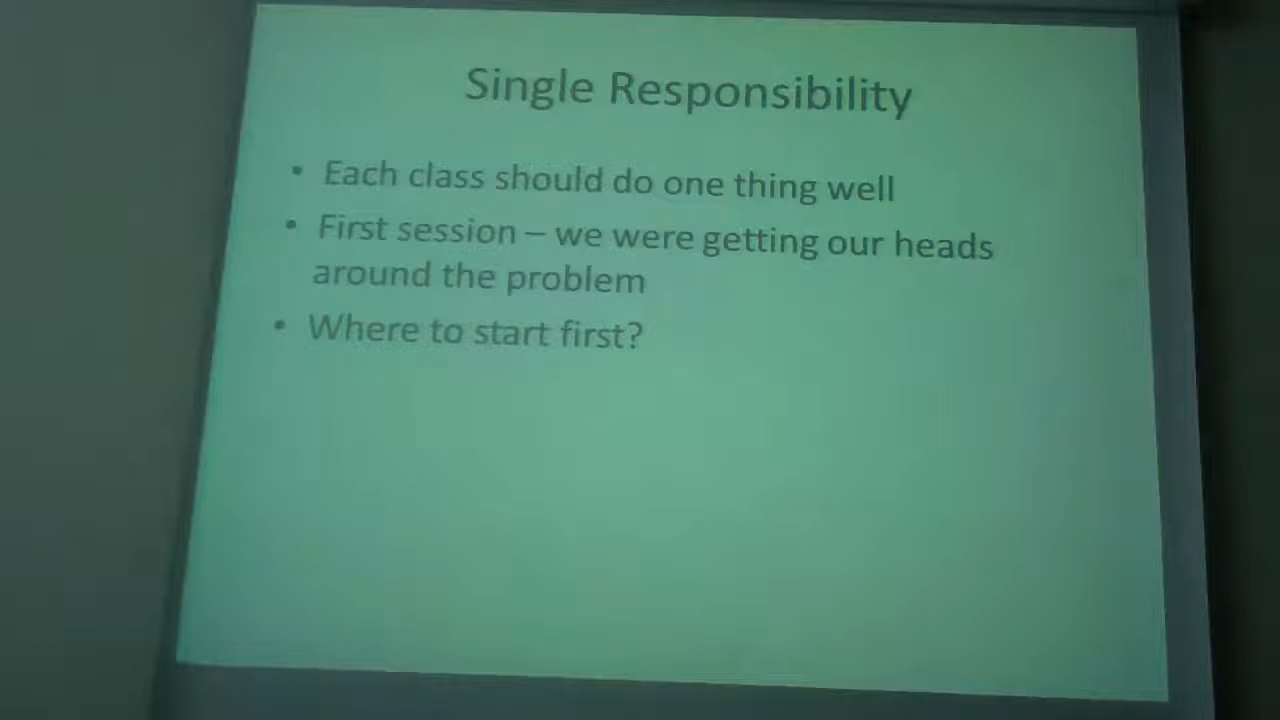 Single Responsibility
• Each class should do one thing well
• First session – we were getting our heads
around the problem
• Where to start first?